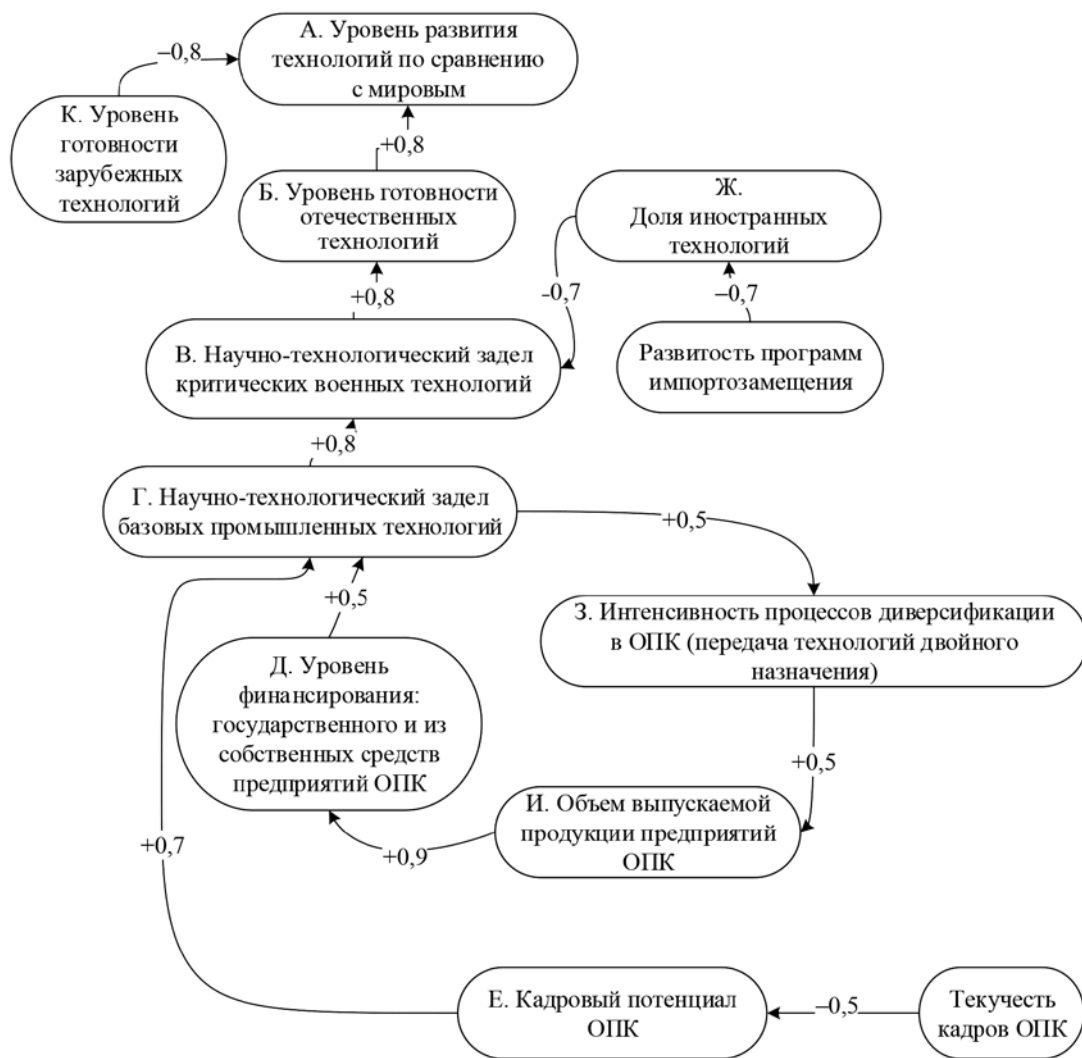 А. Уровень развития
технологий по сравнению
с мировым
–0,8
К. Уровень
готовности
зарубежных
технологий
+0,8
Б. Уровень готовности
отечественных
технологий
Ж.
Доля иностранных
технологий
+0,8
-0,7
–0,7
В. Научно-технологический задел
критических военных технологий
Развитость программ
импортозамещения
+0,8
Г. Научно-технологический задел
базовых промышленных технологий
+0,5
+0,5
З. Интенсивность процессов диверсификации
в ОПК (передача технологий двойного
назначения)
Д. Уровень
финансирования:
государственного и из
собственных средств
предприятий ОПК
+0,5
И. Объем выпускаемой
продукции предприятий
ОПК
+0,7
+0,9
Е. Кадровый потенциал
ОПК
–0,5
Текучесть
кадров ОПК